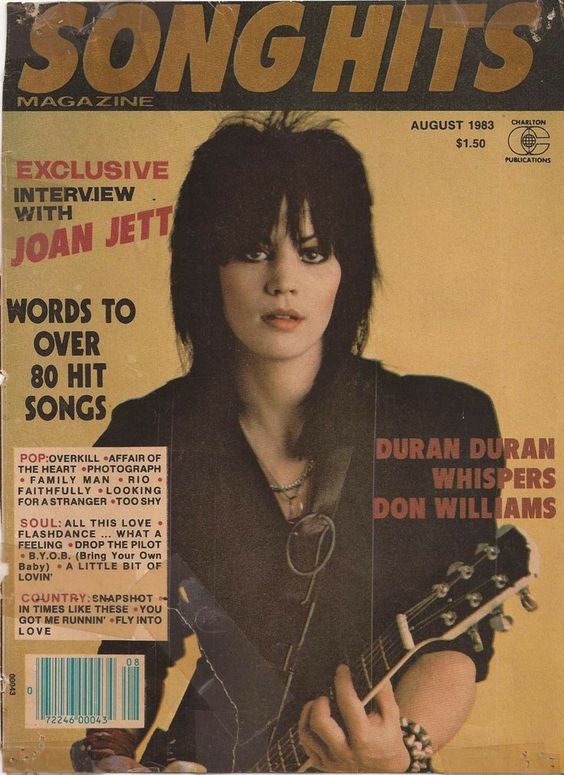 SONG HITS
MAGAZINE
AUGUST 1983
$1.50
CHARLTON
PUBLICATIONS
EXCLUSIVE
INTERVIEW
WITH
JOAN JETT
WORDS TO
OVER
80 HIT
SONGS
DURAN DURAN
WHISPERS
DON WILLIAMS
POP:OVERKILL •AFFAIR OF
THE HEART •PHOTOGRAPH
• FAMILY MAN • RIO •
FAITHFULLY •LOOKING
FOR A STRANGER •TOO SHY
SOUL: ALL THIS LOVE •
FLASHDANCE ... WHAT A
FEELING •DROP THE PILOT
•B.Y.O.B. (Bring Your Own
Baby) •A LITTLE BIT OF
LOVIN'
COUNTRY: SNAPSHOT •
IN TIMES LIKE THESE •YOU
GOT ME RUNNIN' •FLY INTO
LOVE
08
0
72246 00043
00043